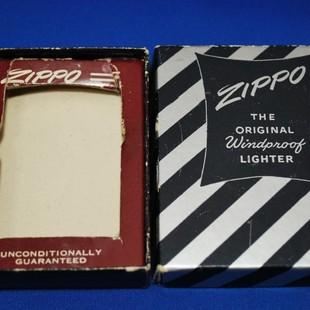 ZIPPO
UNCONDITIONALLY
GUARANTEED
ZIPPO
THE
ORIGINAL
Windproof
LIGHTER